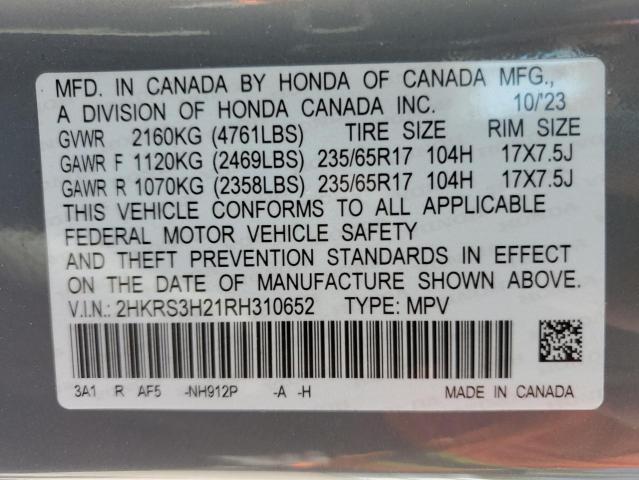 MFD. IN CANADA BY HONDA OF CANADA MFG.,
A DIVISION OF HONDA CANADA INC. 10/'23
GVWR 2160KG (4761LBS) TIRE SIZE RIM SIZE
GAWR F 1120KG (2469LBS) 235/65R17 104H 17X7.5J
GAWR R 1070KG (2358LBS) 235/65R17 104H 17X7.5J
THIS VEHICLE CONFORMS TO ALL APPLICABLE
FEDERAL MOTOR VEHICLE SAFETY
AND THEFT PREVENTION STANDARDS IN EFFECT
ON THE DATE OF MANUFACTURE SHOWN ABOVE.
V.I.N.: 2HKRS3H21RH310652 TYPE: MPV
3A1 R AF5 -NH912P -A -H MADE IN CANADA